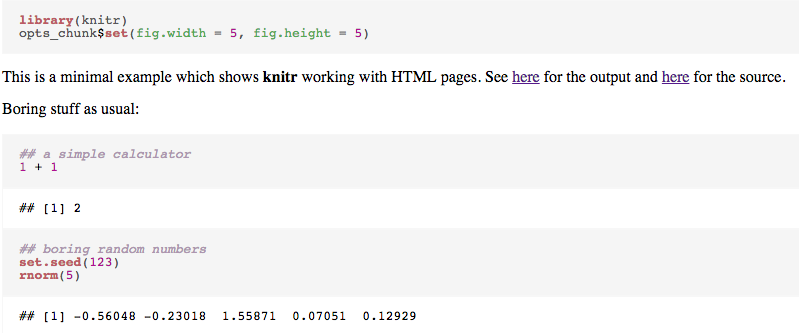 library(knitr)
opts_chunk$set(fig.width = 5, fig.height = 5)
This is a minimal example which shows knitr working with HTML pages. See here for the output and here for the source.
Boring stuff as usual:
## a simple calculator
1 + 1
## [1] 2
## boring random numbers
set.seed(123)
rnorm(5)
## [1] -0.56048 -0.23018  1.55871  0.07051  0.12929